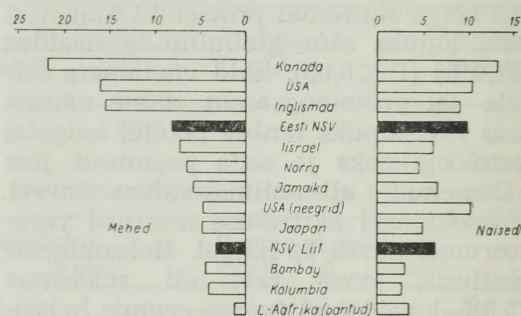 25 20 15 10 5 0 0 5 10 15
Kanada
USA
Inglismaa
Eesti NSV
Iisrael
Norra
Jamaika
USA (neegrid)
Mehed Jaapan Naised
NSV Liit
Bombay
Kolumbia
L-Aafrika (bantud)